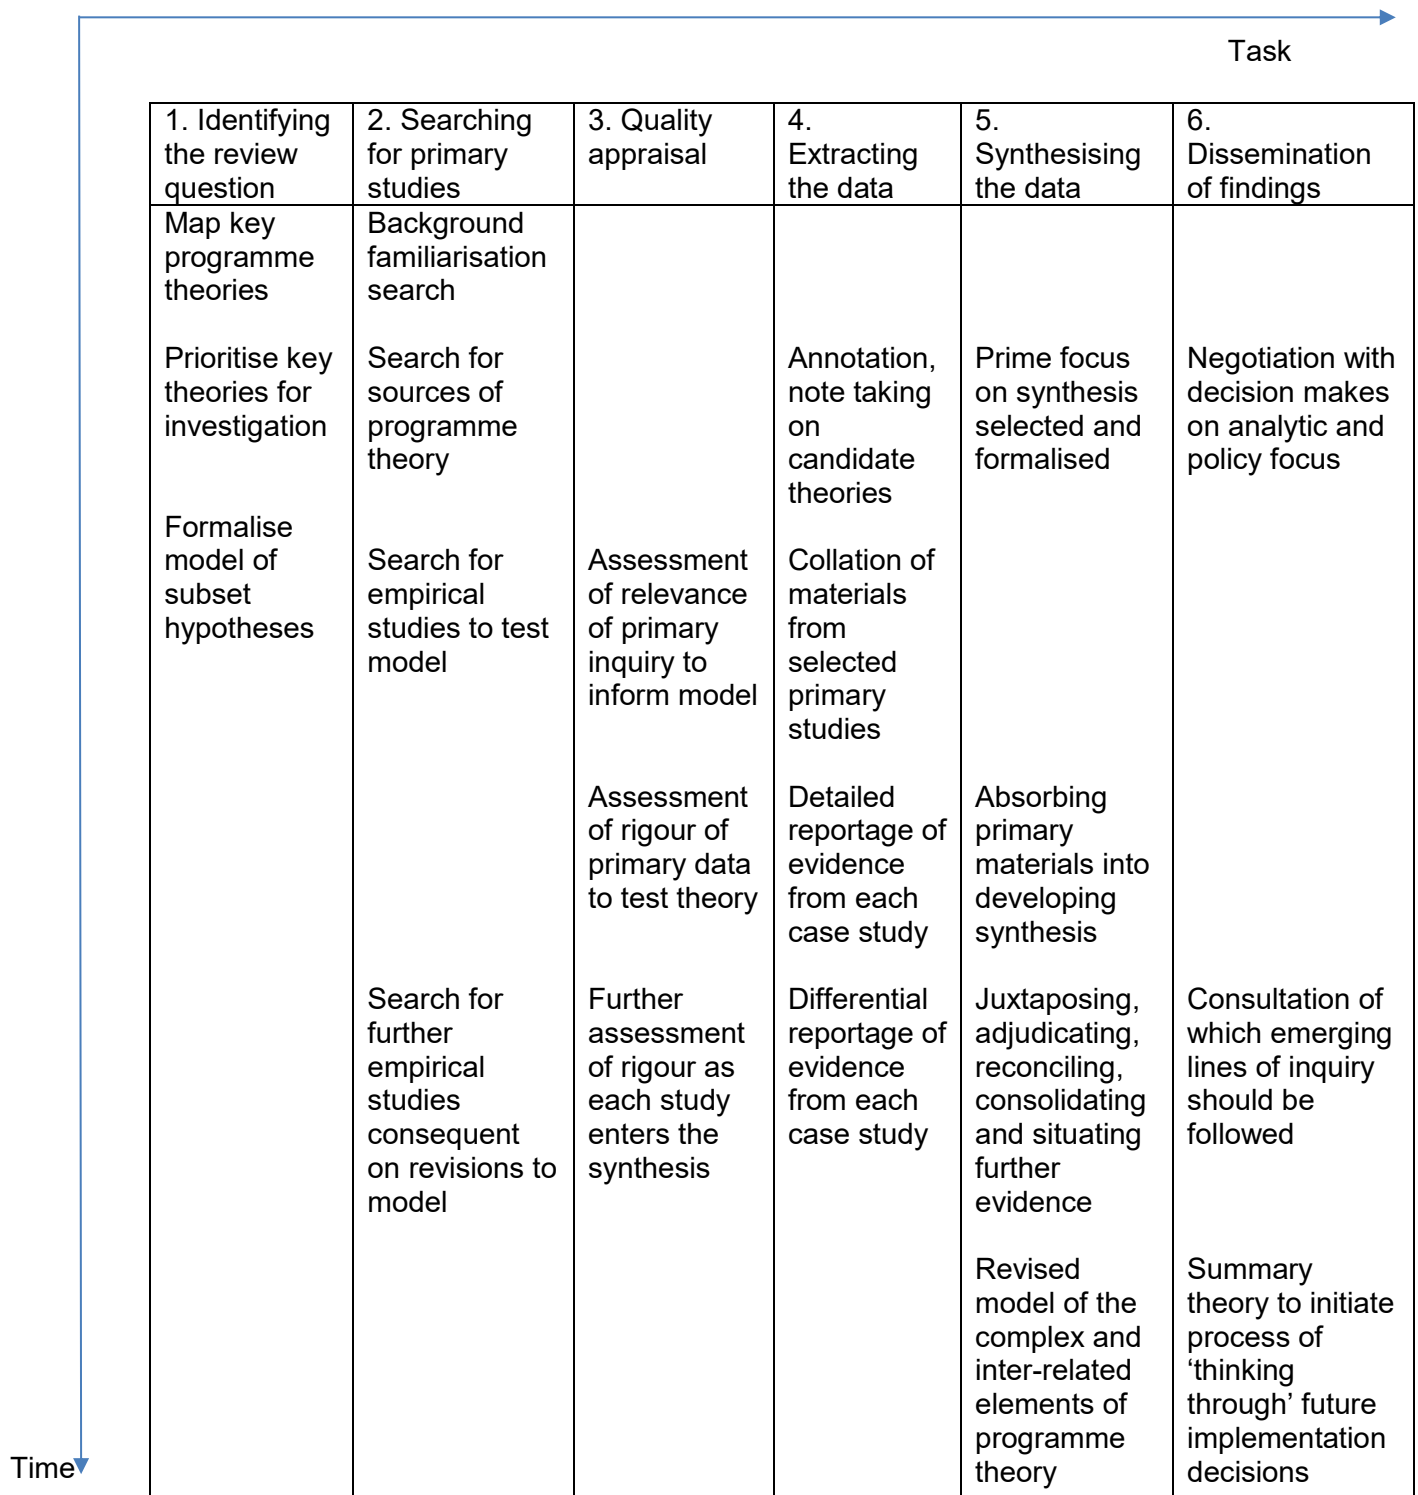 Task
1. Identifying
the review
question
2. Searching
for primary
studies
3. Quality
appraisal
4.
Extracting
the data
5.
Synthesising
the data
6.
Dissemination
of findings
Map key
programme
theories
Background
familiarisation
search
Prioritise key
theories for
investigation
Search for
sources of
programme
theory
Annotation,
note taking
on
candidate
theories
Prime focus
on synthesis
selected and
formalised
Negotiation with
decision makes
on analytic and
policy focus
Formalise
model of
subset
hypotheses
Search for
empirical
studies to test
model
Assessment
of relevance
of primary
inquiry to
inform model
Collation of
materials
from
selected
primary
studies
Assessment
of rigour of
primary data
to test theory
Detailed
reportage of
evidence
from each
case study
Absorbing
primary
materials into
developing
synthesis
Search for
further
empirical
studies
consequent
on revisions to
model
Further
assessment
of rigour as
each study
enters the
synthesis
Differential
reportage of
evidence
from each
case study
Juxtaposing,
adjudicating,
reconciling,
consolidating
and situating
further
evidence
Consultation of
which emerging
lines of inquiry
should be
followed
Revised
model of the
complex and
inter-related
elements of
programme
theory
Summary
theory to initiate
process of
‘thinking
through’ future
implementation
decisions
Time